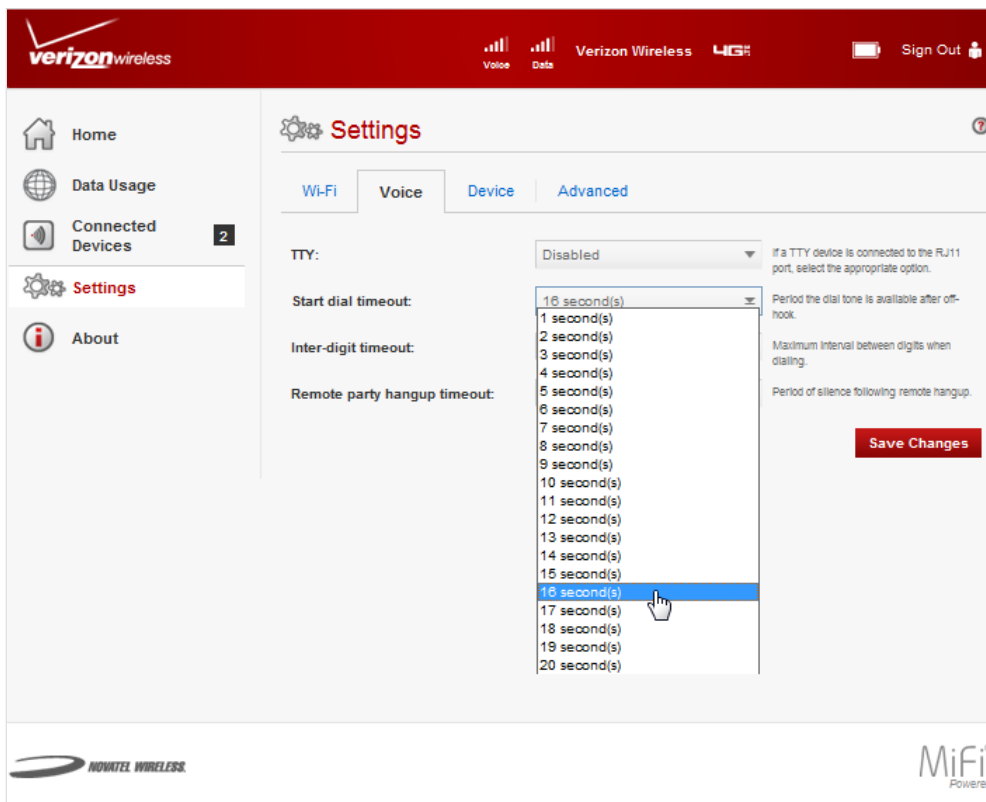 verizonwireless
Voice Data Verizon Wireless 4G LTE Sign Out
Home
Data Usage
Connected
Devices
2
Settings
About
Settings
?
Wi-Fi Voice Device Advanced
TTY:
Disabled
If a TTY device is connected to the RJ11
port, select the appropriate option.
Start dial timeout:
16 second(s)
Period the dial tone is available after off-
hook.
Inter-digit timeout:
Maximum interval between digits when
dialing.
Remote party hangup timeout:
Period of silence following remote hangup.
1 second(s)
2 second(s)
3 second(s)
4 second(s)
5 second(s)
6 second(s)
7 second(s)
8 second(s)
9 second(s)
10 second(s)
11 second(s)
12 second(s)
13 second(s)
14 second(s)
15 second(s)
16 second(s)
17 second(s)
18 second(s)
19 second(s)
20 second(s)
Save Changes
NOVATEL WIRELESS.
MiFi
Powere